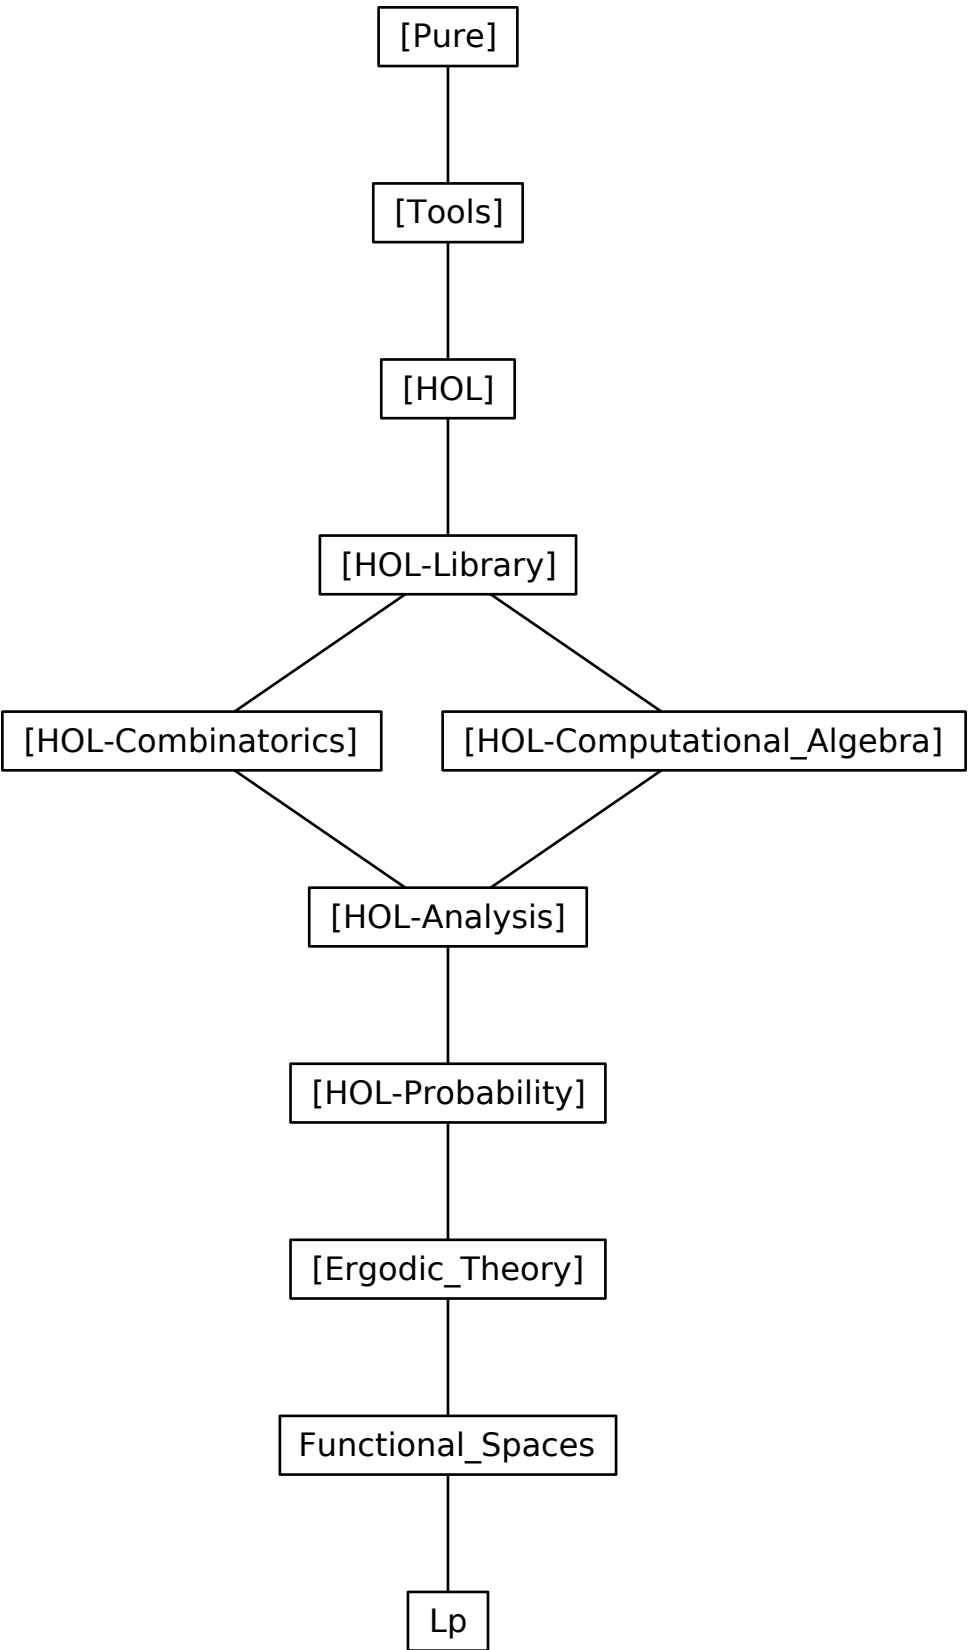 [Pure]
[Tools]
[HOL]
[HOL-Library]
[HOL-Combinatorics]
[HOL-Computational_Algebra]
[HOL-Analysis]
[HOL-Probability]
[Ergodic_Theory]
Functional_Spaces
Lp